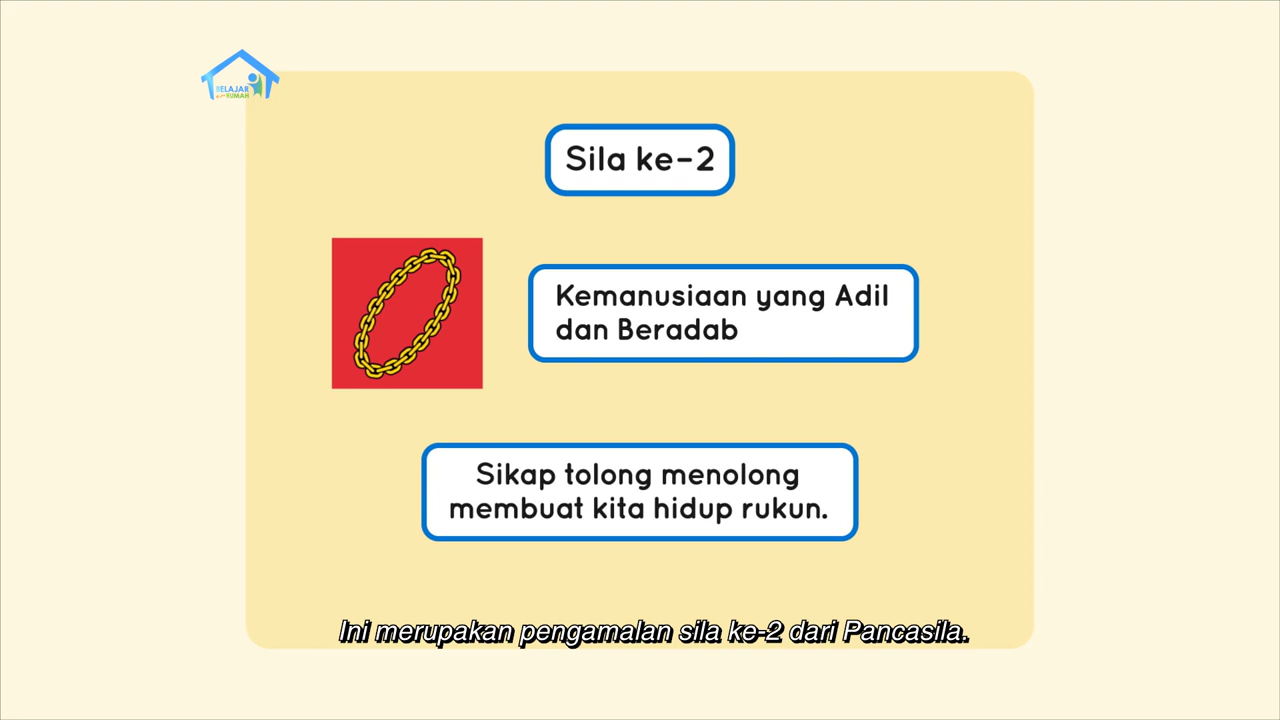 BELAJAR
RUMAH
Sila ke-2
Kemanusiaan yang Adil
dan Beradab
Sikap tolong menolong
membuat kita hidup rukun.
Ini merupakan pengamalan sila ke-2 dari Pancasila.